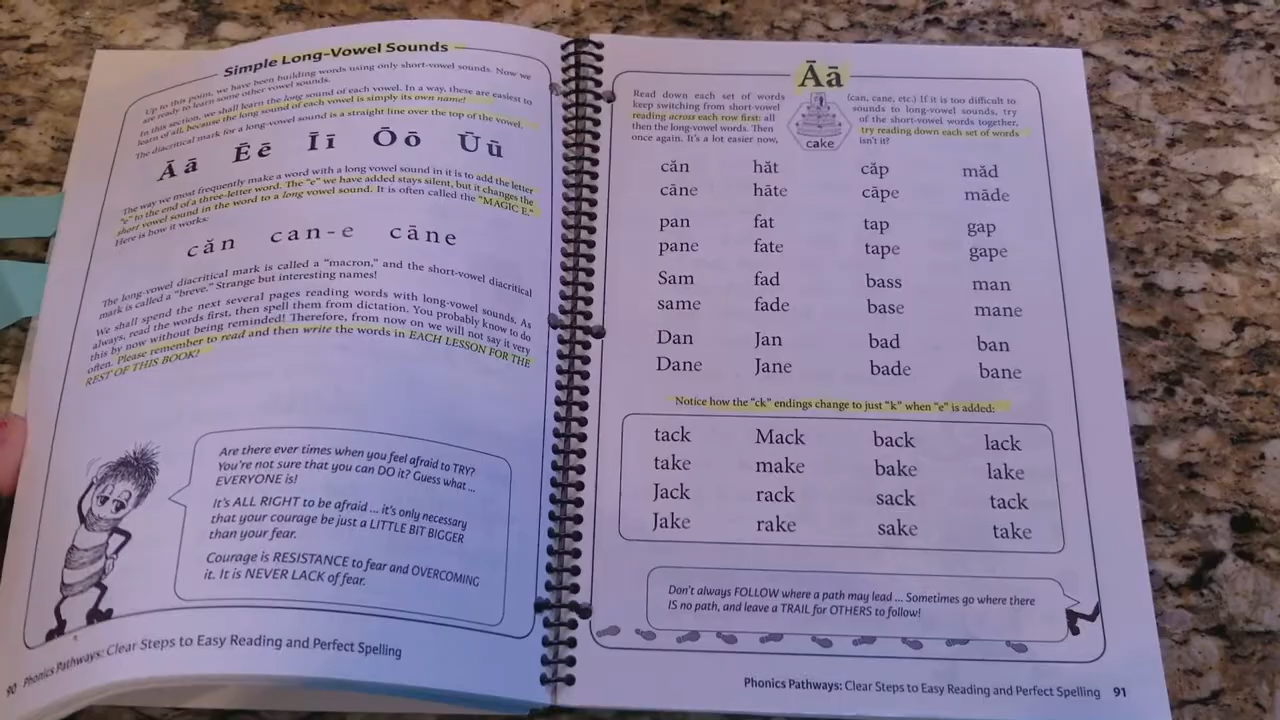 Simple Long-Vowel Sounds
Up to this point, we have been building words using only short-vowel sounds. Now we
are ready to learn some other vowel sounds.
In this section, we shall learn the long sound of each vowel. In a way, these are easiest to
learn of all, because the long sound of each vowel is simply its own name!
The diacritical mark for a long-vowel sound is a straight line over the top of the vowel.
Āā Ēē Īī Ōō Ūū
The way we most frequently make a word with a long vowel sound in it is to add the letter
"e" to the end of a three-letter word. The "e" we have added stays silent, but it changes the
short vowel sound in the word to a long vowel sound. It is often called the "MAGIC E."
Here is how it works:
căn can-e cāne
The long-vowel diacritical mark is called a "macron," and the short-vowel diacritical
mark is called a "breve." Strange but interesting names!
We shall spend the next several pages reading words with long-vowel sounds. As
always, read the words first, then spell them from dictation. You probably know to do
this by now without being reminded! Therefore, from now on we will not say it very
often. Please remember to read and then write the words in EACH LESSON FOR THE
REST OF THIS BOOK!
Are there ever times when you feel afraid to TRY?
You're not sure that you can DO it? Guess what ...
EVERYONE is!
It's ALL RIGHT to be afraid ... it's only necessary
that your courage be just a LITTLE BIT BIGGER
than your fear.
Courage is RESISTANCE to fear and OVERCOMING
it. It is NEVER LACK of fear.
90 Phonics Pathways: Clear Steps to Easy Reading and Perfect Spelling
Āā
Read down each set of words
keep switching from short-vowel
reading across each row first: all
then the long-vowel words. Then
once again. It's a lot easier now,
cake
(can, cane, etc.) If it is too difficult to
sounds to long-vowel sounds, try
of the short-vowel words together,
try reading down each set of words
isn't it?
căn hăt căp măd
cāne hāte cāpe māde
pan fat tap gap
pane fate tape gape
Sam fad bass man
same fade base mane
Dan Jan bad ban
Dane Jane bade bane
Notice how the "ck" endings change to just "k" when "e" is added:
tack Mack back lack
take make bake lake
Jack rack sack tack
Jake rake sake take
Don't always FOLLOW where a path may lead ... Sometimes go where there
IS no path, and leave a TRAIL for OTHERS to follow!
Phonics Pathways: Clear Steps to Easy Reading and Perfect Spelling 91